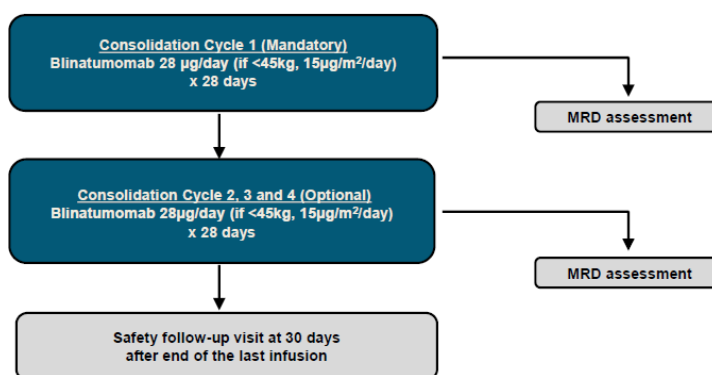 Consolidation Cycle 1 (Mandatory)
Blinatumomab 28 µg/day (if <45kg, 15µg/m²/day)
x 28 days
MRD assessment
Consolidation Cycle 2, 3 and 4 (Optional)
Blinatumomab 28µg/day (if <45kg, 15µg/m²/day)
x 28 days
MRD assessment
Safety follow-up visit at 30 days
after end of the last infusion